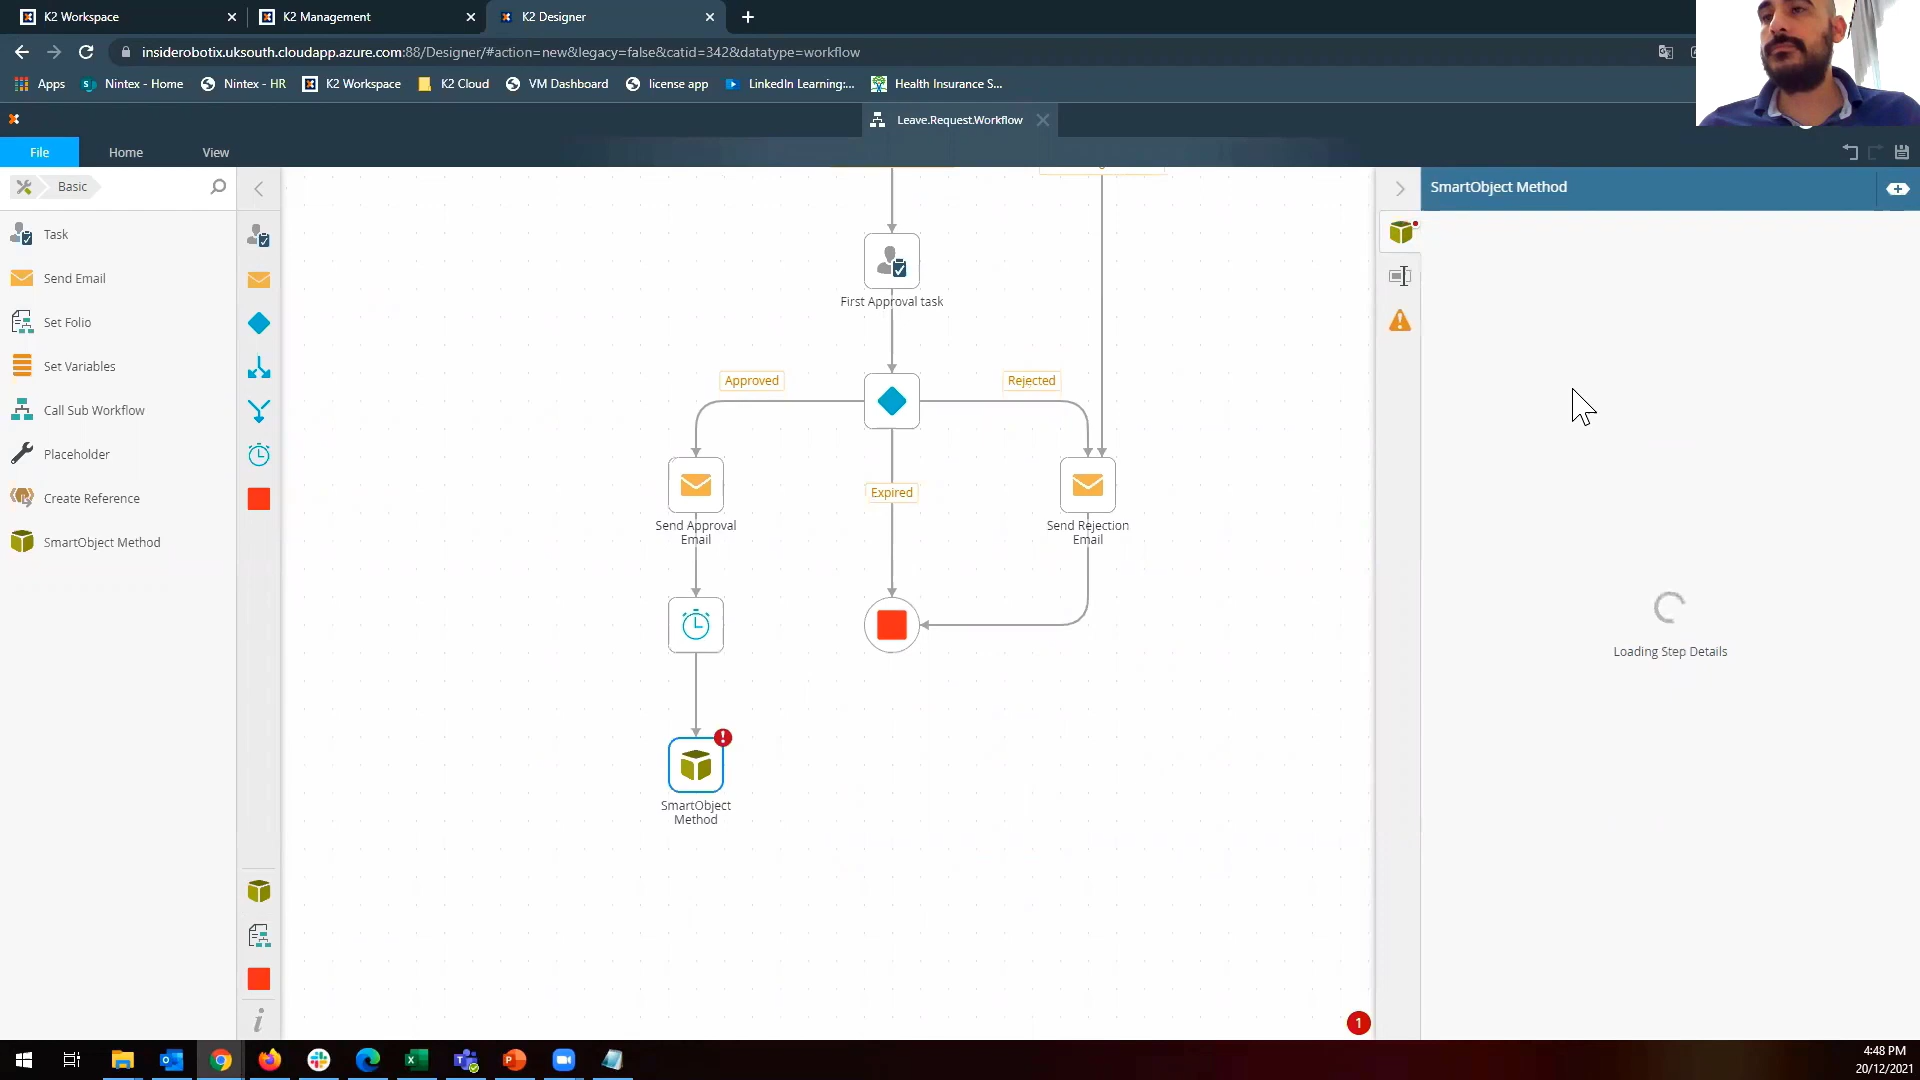 K2 Workspace
K2 Management
K2 Designer
insiderobotix.uksouth.cloudapp.azure.com:88/Designer/#action=new&legacy=false&catid=342&datatype=workflow
Apps
Nintex - Home
Nintex - HR
K2 Workspace
K2 Cloud
VM Dashboard
license app
LinkedIn Learning:...
Health Insurance S...
Leave.Request.Workflow
File
Home
View
Basic
SmartObject Method
Task
Send Email
Set Folio
Set Variables
Call Sub Workflow
Placeholder
Create Reference
SmartObject Method
First Approval task
Approved
Rejected
Expired
Send Approval
Email
Send Rejection
Email
SmartObject
Method
Loading Step Details
1
4:48 PM
20/12/2021